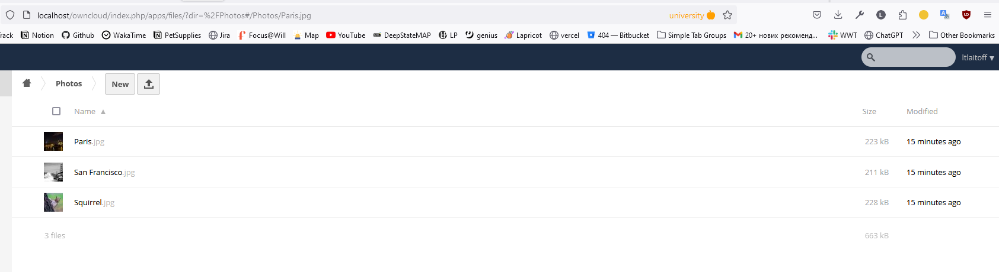 localhost/owncloud/index.php/apps/files/?dir=%2FPhotos#/Photos/Paris.jpg university
rack Notion Github WakaTime PetSupplies Jira Focus@Will Map YouTube DeepStateMAP LP genius Lapricot vercel 404 — Bitbucket Simple Tab Groups 20+ нових рекоменд... WWT ChatGPT Other Bookmarks
ltlaitoff
Photos New
Name Size Modified
Paris.jpg 223 kB 15 minutes ago
San Francisco.jpg 211 kB 15 minutes ago
Squirrel.jpg 228 kB 15 minutes ago
3 files 663 kB